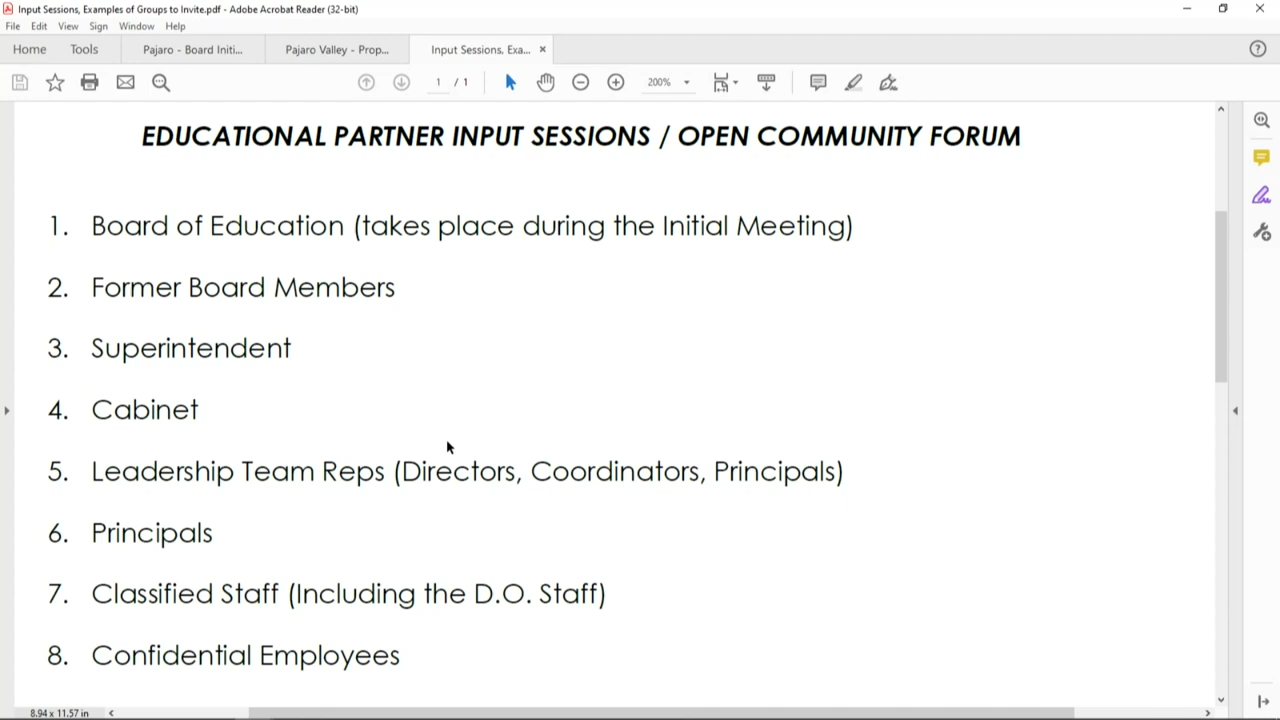 Input Sessions, Examples of Groups to Invite.pdf - Adobe Acrobat Reader (32-bit)
File Edit View Sign Window Help
Home Tools Pajaro - Board Initi... Pajaro Valley - Prop... Input Sessions, Exa... ×
1 / 1 200%
EDUCATIONAL PARTNER INPUT SESSIONS / OPEN COMMUNITY FORUM
1. Board of Education (takes place during the Initial Meeting)
2. Former Board Members
3. Superintendent
4. Cabinet
5. Leadership Team Reps (Directors, Coordinators, Principals)
6. Principals
7. Classified Staff (Including the D.O. Staff)
8. Confidential Employees
8.94 x 11.57 in